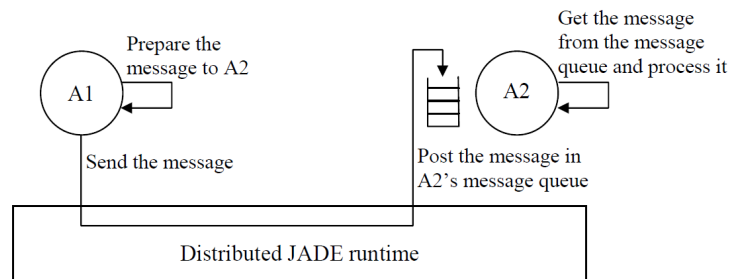 Prepare the
message to A2
A1
Send the message
Get the message
from the message
queue and process it
A2
Post the message in
A2's message queue
Distributed JADE runtime